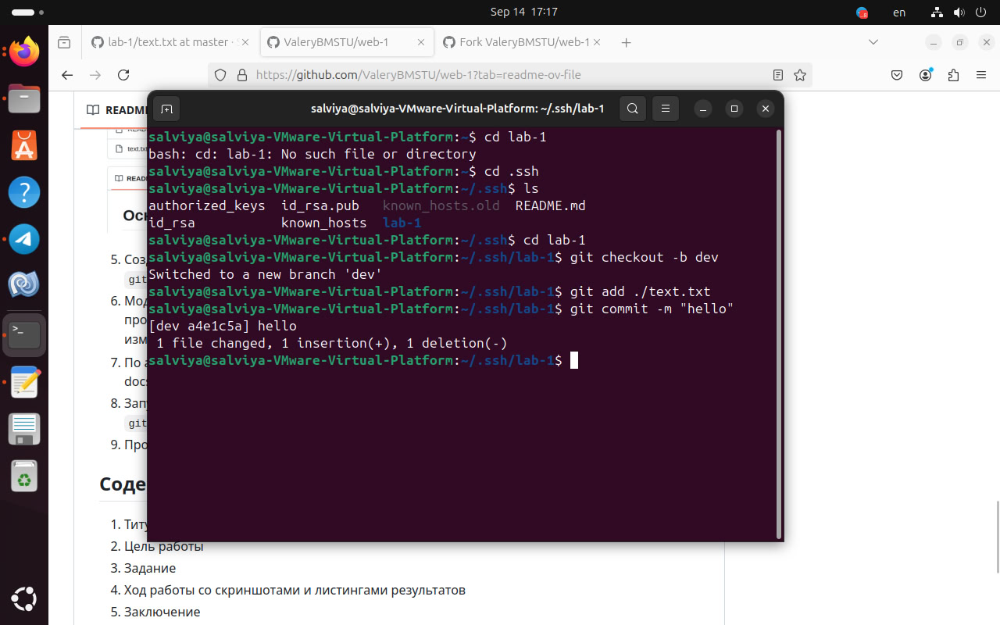 Sep 14 17:17
en
lab-1/text.txt at master ·
ValeryBMSTU/web-1
Fork ValeryBMSTU/web-1
https://github.com/ValeryBMSTU/web-1?tab=readme-ov-file
README
text.txt
README
Осн
5. Соз
git
6. Мод
про
изм
7. По а
docs
8. Запу
git
9. Про
Соде
1. Титу
2. Цель работы
3. Задание
4. Ход работы со скриншотами и листингами результатов
5. Заключение
salviya@salviya-VMware-Virtual-Platform: ~/.ssh/lab-1
salviya@salviya-VMware-Virtual-Platform:~$ cd lab-1
bash: cd: lab-1: No such file or directory
salviya@salviya-VMware-Virtual-Platform:~$ cd .ssh
salviya@salviya-VMware-Virtual-Platform:~/.ssh$ ls
authorized_keys id_rsa.pub known_hosts.old README.md
id_rsa known_hosts lab-1
salviya@salviya-VMware-Virtual-Platform:~/.ssh$ cd lab-1
salviya@salviya-VMware-Virtual-Platform:~/.ssh/lab-1$ git checkout -b dev
Switched to a new branch 'dev'
salviya@salviya-VMware-Virtual-Platform:~/.ssh/lab-1$ git add ./text.txt
salviya@salviya-VMware-Virtual-Platform:~/.ssh/lab-1$ git commit -m "hello"
[dev a4e1c5a] hello
1 file changed, 1 insertion(+), 1 deletion(-)
salviya@salviya-VMware-Virtual-Platform:~/.ssh/lab-1$